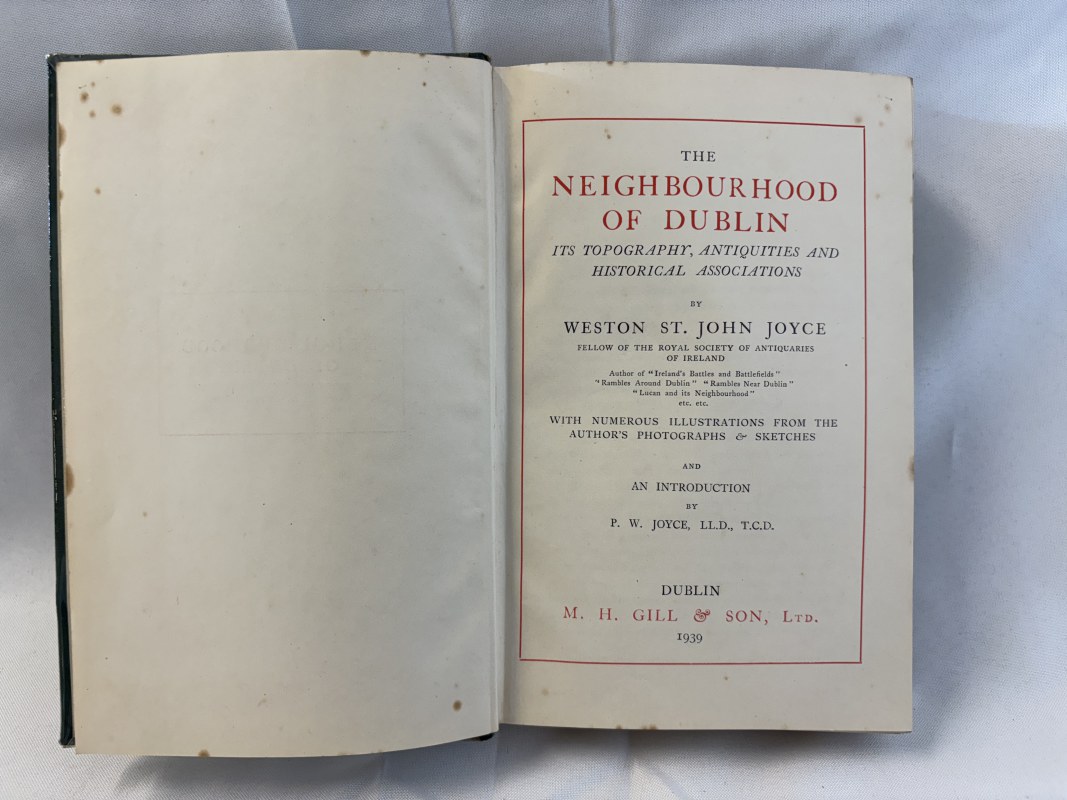 THE
NEIGHBOURHOOD
OF DUBLIN
ITS TOPOGRAPHY, ANTIQUITIES AND
HISTORICAL ASSOCIATIONS
BY
WESTON ST. JOHN JOYCE
FELLOW OF THE ROYAL SOCIETY OF ANTIQUARIES
OF IRELAND
Author of "Ireland's Battles and Battlefields"
"Rambles Around Dublin" "Rambles Near Dublin"
"Lucan and its Neighbourhood"
etc. etc.
WITH NUMEROUS ILLUSTRATIONS FROM THE
AUTHOR'S PHOTOGRAPHS & SKETCHES
AND
AN INTRODUCTION
BY
P. W. JOYCE, LL.D., T.C.D.
DUBLIN
M. H. GILL & SON, LTD.
1939